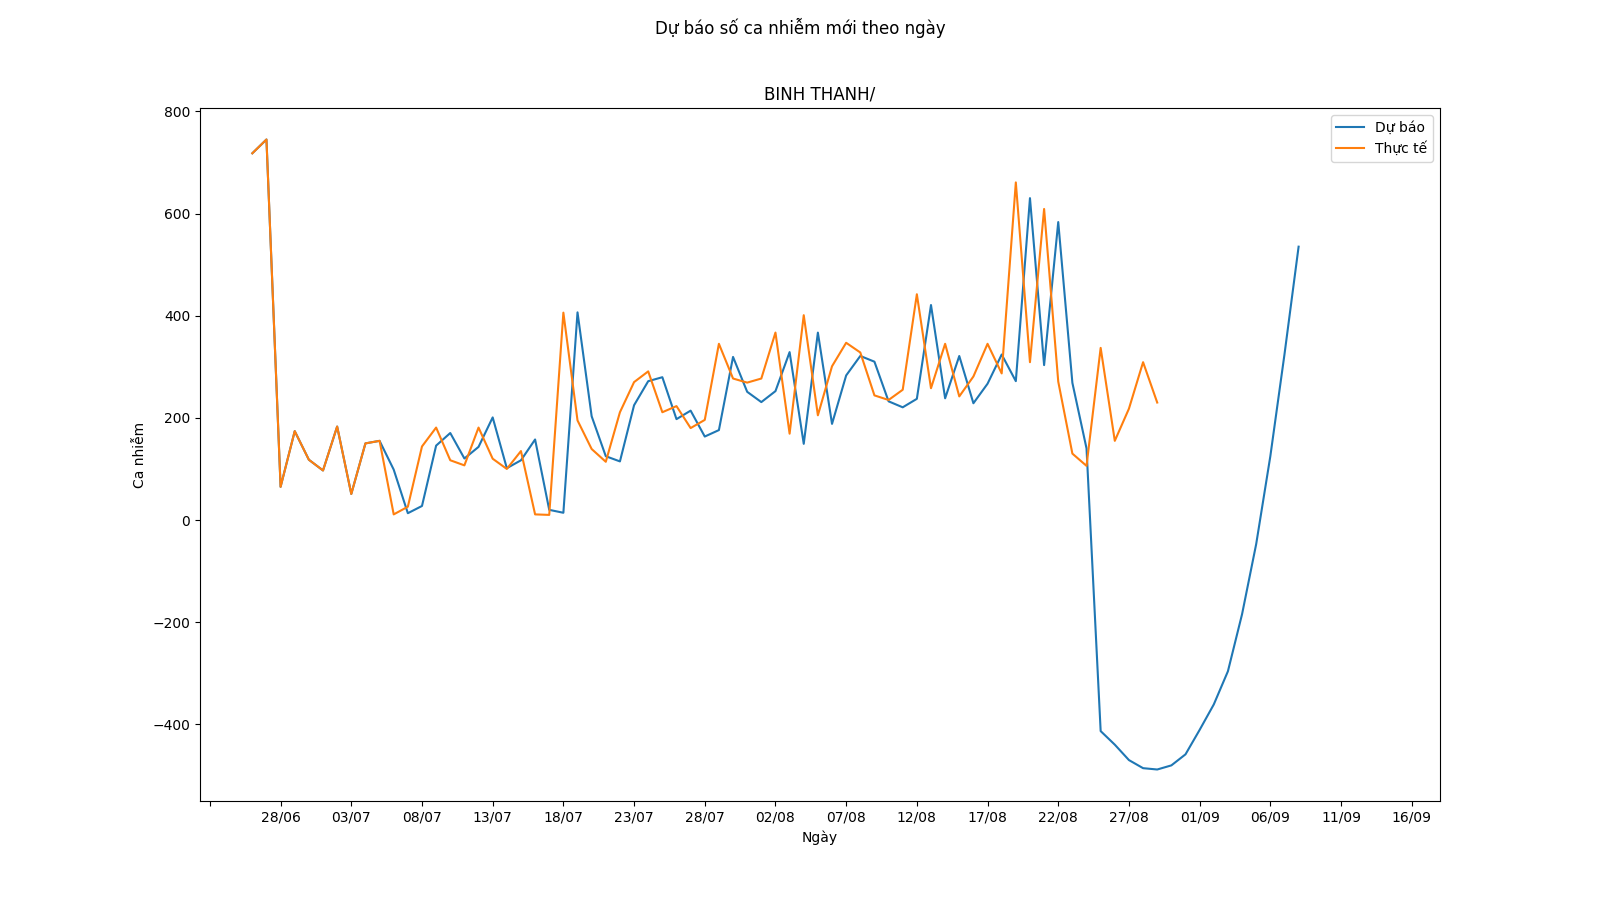 Dự báo số ca nhiễm mới theo ngày
BINH THANH/
Dự báo
Thực tế
800
600
400
200
0
−200
−400
Ca nhiễm
28/06 03/07 08/07 13/07 18/07 23/07 28/07 02/08 07/08 12/08 17/08 22/08 27/08 01/09 06/09 11/09 16/09
Ngày